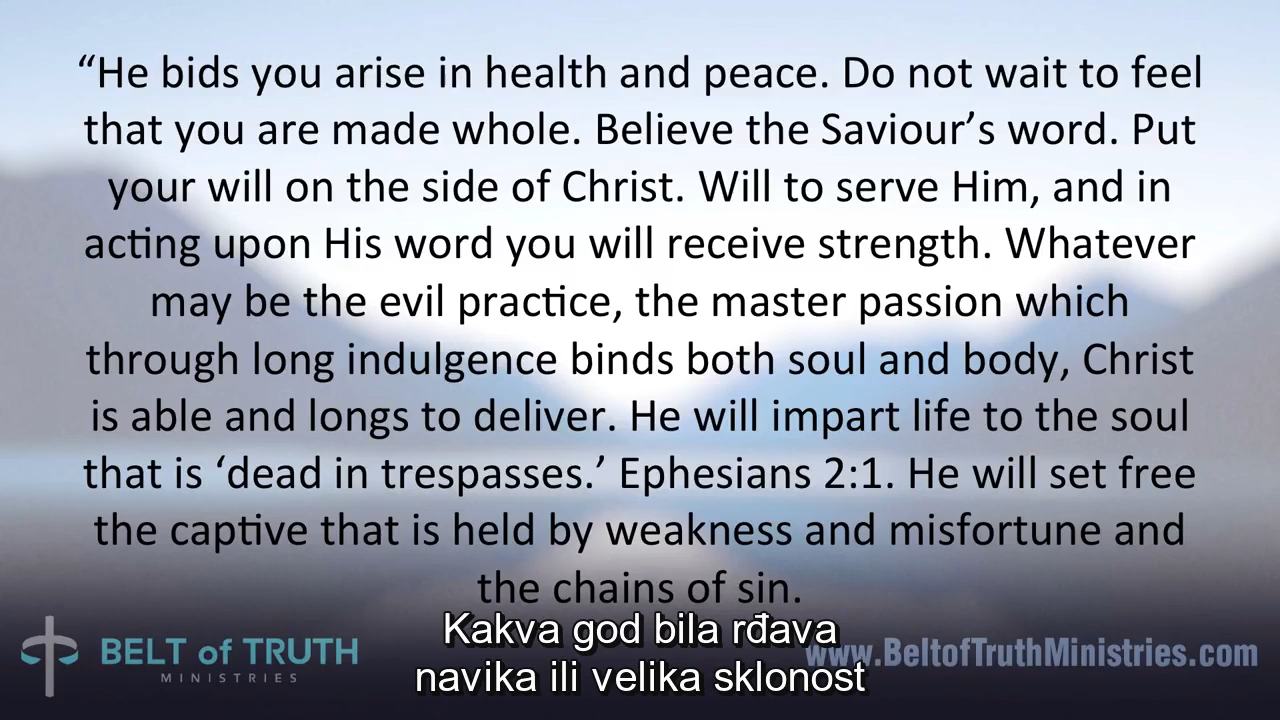 “He bids you arise in health and peace. Do not wait to feel
that you are made whole. Believe the Saviour’s word. Put
your will on the side of Christ. Will to serve Him, and in
acting upon His word you will receive strength. Whatever
may be the evil practice, the master passion which
through long indulgence binds both soul and body, Christ
is able and longs to deliver. He will impart life to the soul
that is ‘dead in trespasses.’ Ephesians 2:1. He will set free
the captive that is held by weakness and misfortune and
the chains of sin.
Kakva god bila rđava
navika ili velika sklonost
BELT of TRUTH
MINISTRIES
www.BeltofTruthMinistries.com